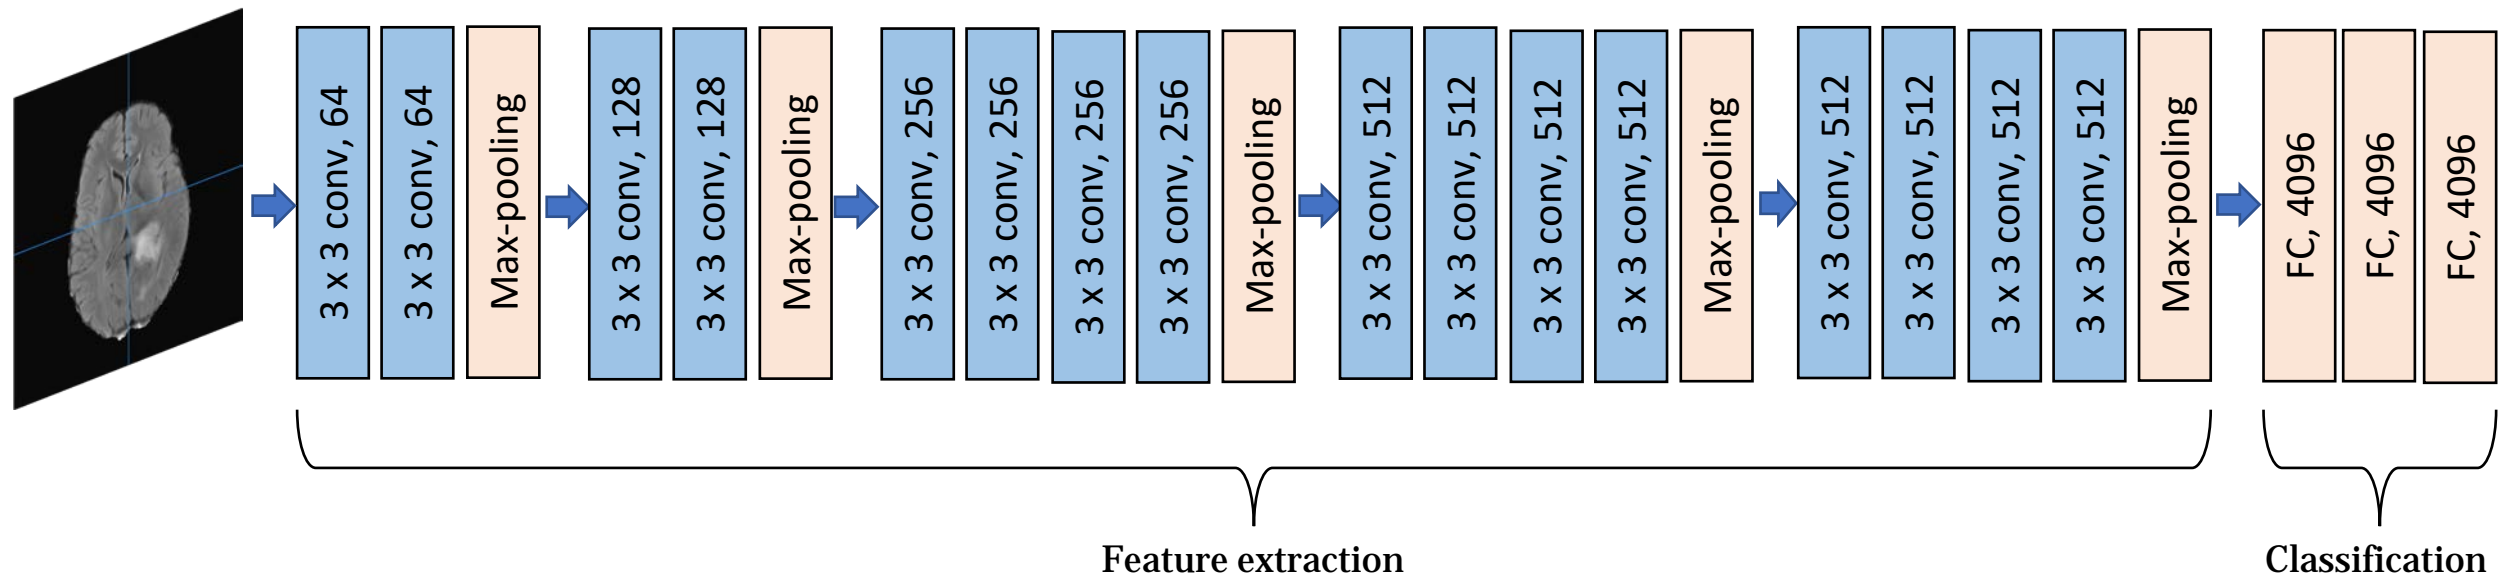 3 x 3 conv, 64
3 x 3 conv, 64
Max-pooling
3 x 3 conv, 128
3 x 3 conv, 128
Max-pooling
3 x 3 conv, 256
3 x 3 conv, 256
3 x 3 conv, 256
3 x 3 conv, 256
Max-pooling
3 x 3 conv, 512
3 x 3 conv, 512
3 x 3 conv, 512
3 x 3 conv, 512
Max-pooling
3 x 3 conv, 512
3 x 3 conv, 512
3 x 3 conv, 512
3 x 3 conv, 512
Max-pooling
FC, 4096
FC, 4096
FC, 4096
Feature extraction
Classification